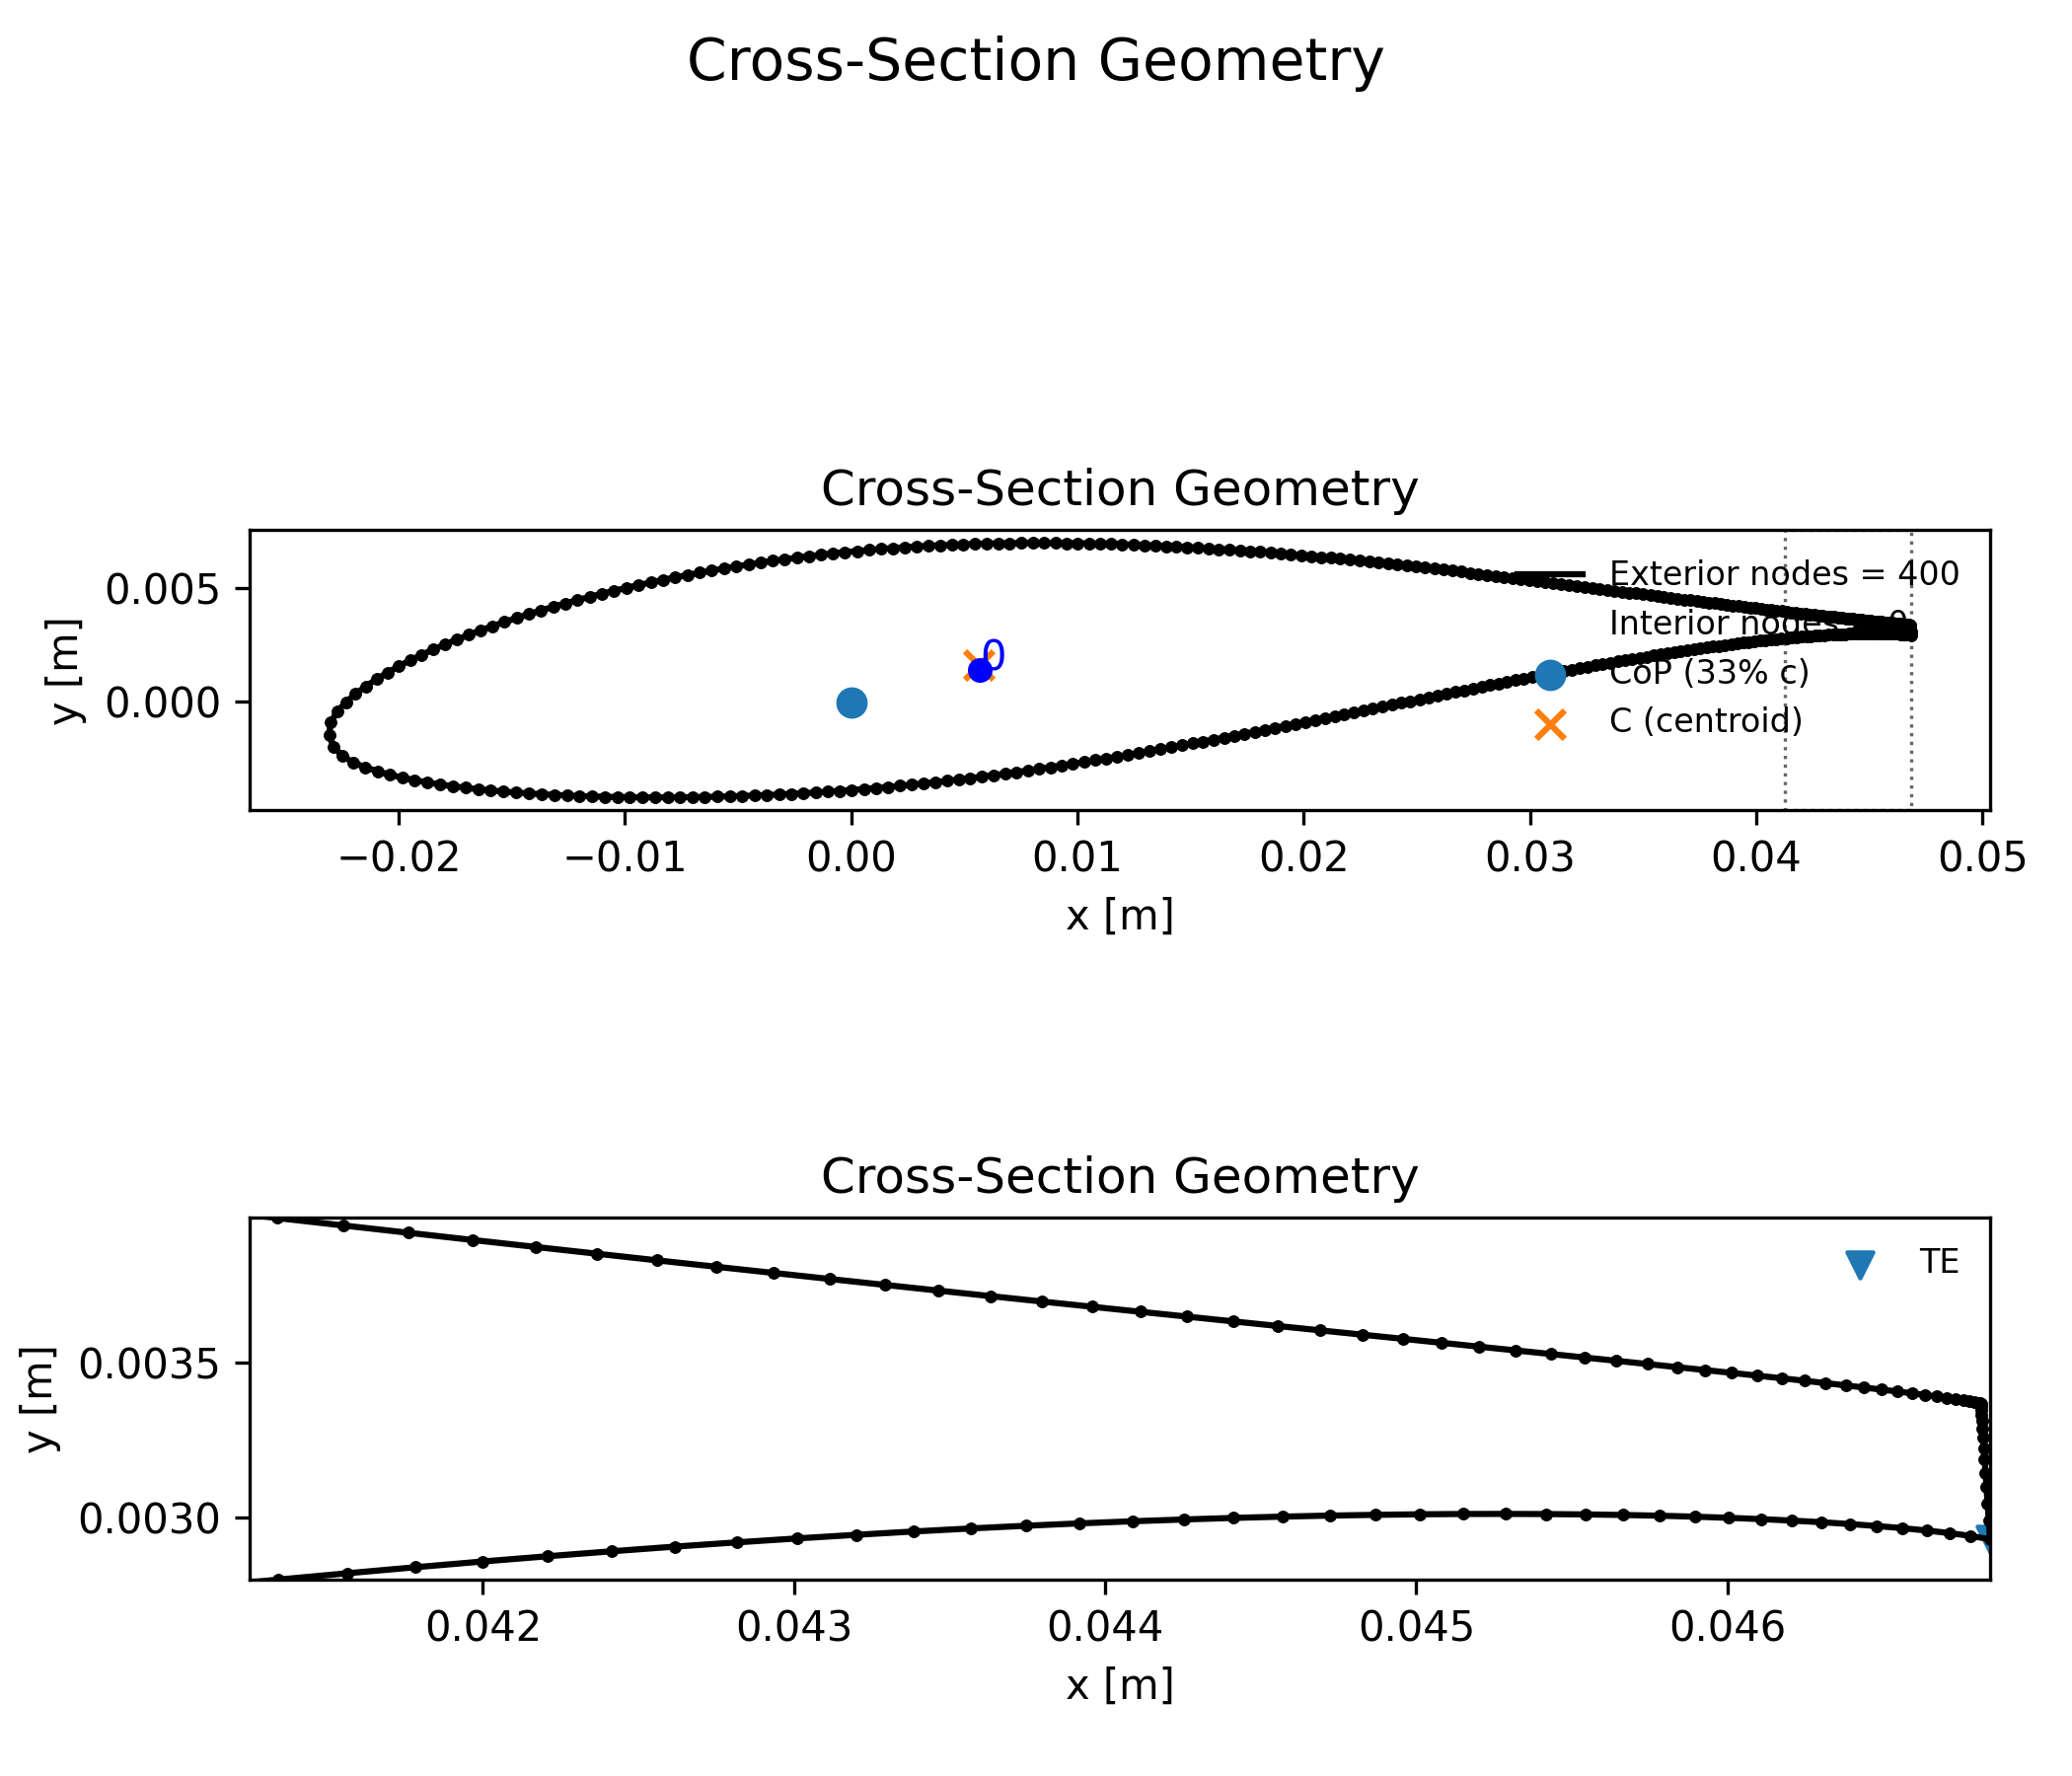 Cross-Section Geometry
Cross-Section Geometry
y [m]
0.005
0.000
Exterior nodes = 400
Interior nodes = 0
CoP (33% c)
C (centroid)
0
−0.02 −0.01 0.00 0.01 0.02 0.03 0.04 0.05
x [m]
Cross-Section Geometry
y [m]
0.0035
0.0030
TE
0.042 0.043 0.044 0.045 0.046
x [m]